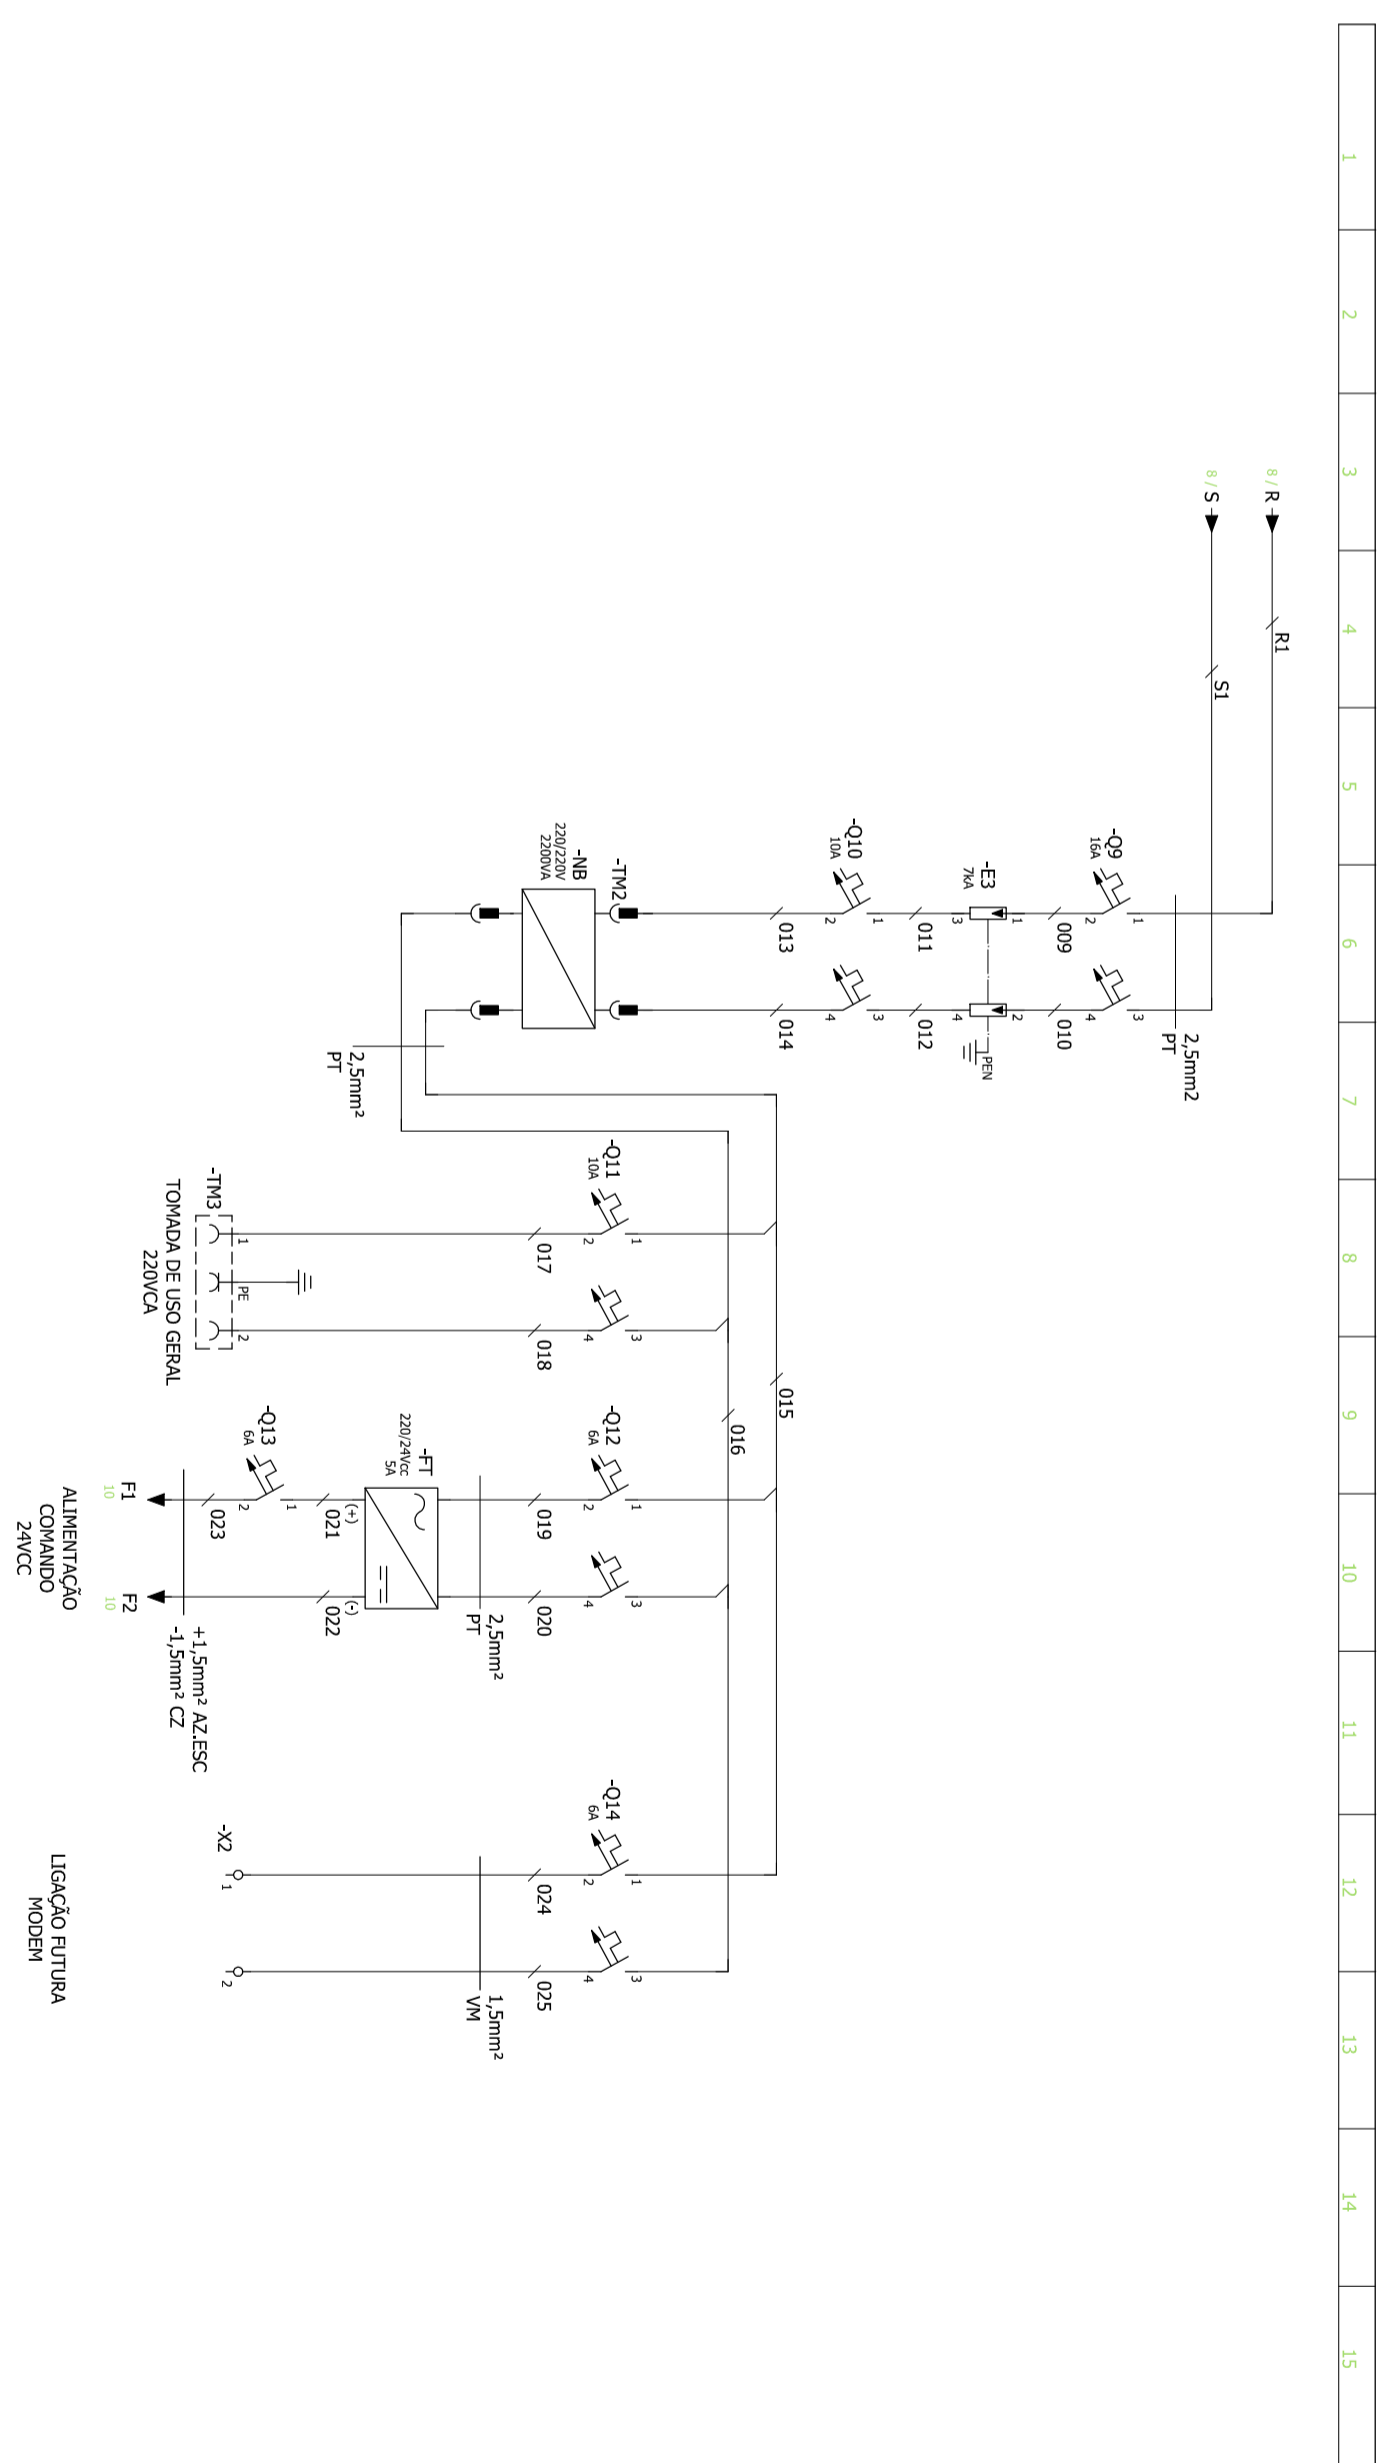 1
2
3
4
5
6
7
8
9
10
11
12
13
14
15
8 / R
R1
8 / S
S1
2,5mm2
PT
-Q9
16A
1
2
3
4
009
010
-E3
7kA
1
2
3
4
PEN
011
012
-Q10
10A
1
2
3
4
013
014
-TM2
-NB
220/220V
2200VA
2,5mm²
PT
015
016
-Q11
10A
1
2
3
4
017
018
-TM3
1
PE
2
TOMADA DE USO GERAL
220VCA
-Q12
6A
1
2
3
4
019
020
2,5mm²
PT
-FT
220/24Vcc
5A
(+)
(-)
021
022
-Q13
6A
1
2
023
+1,5mm² AZ.ESC
-1,5mm² CZ
F1
10
F2
10
ALIMENTAÇÃO
COMANDO
24VCC
-Q14
6A
1
2
3
4
024
025
1,5mm²
VM
-X2
1
2
LIGAÇÃO FUTURA
MODEM